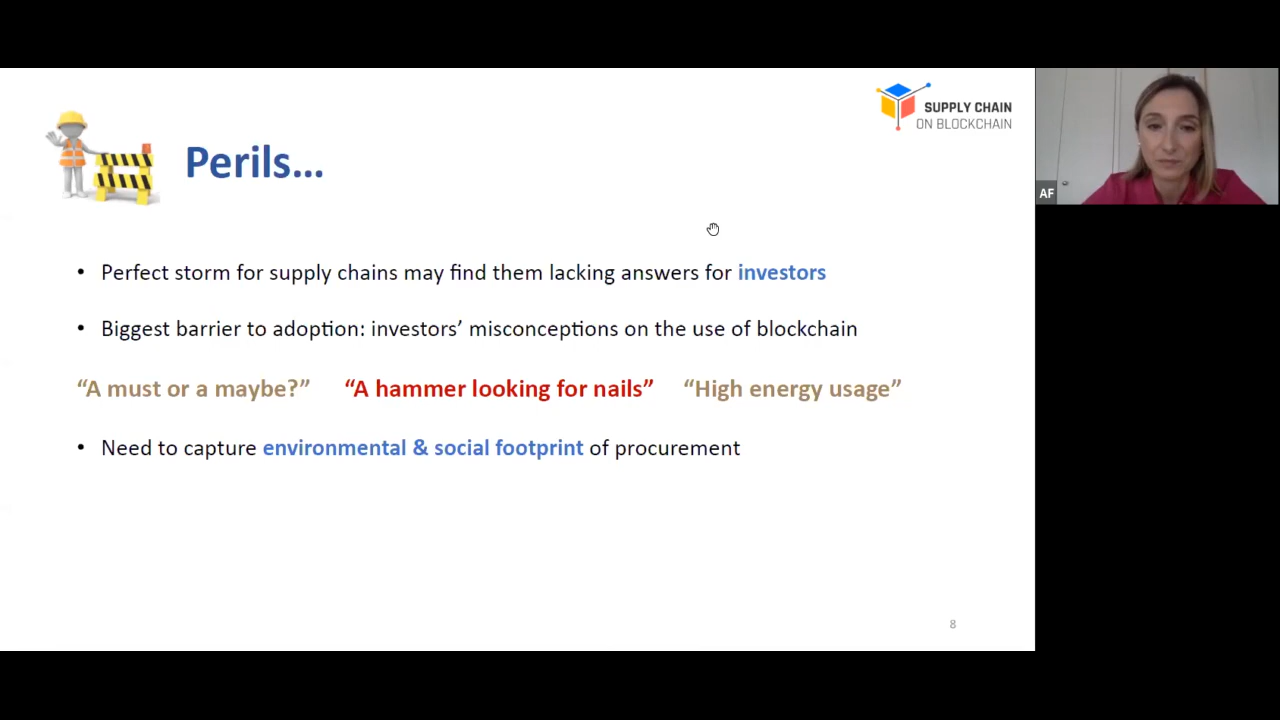 SUPPLY CHAIN
ON BLOCKCHAIN
AF
Perils...
• Perfect storm for supply chains may find them lacking answers for investors
• Biggest barrier to adoption: investors’ misconceptions on the use of blockchain
“A must or a maybe?” “A hammer looking for nails” “High energy usage”
• Need to capture environmental & social footprint of procurement
8